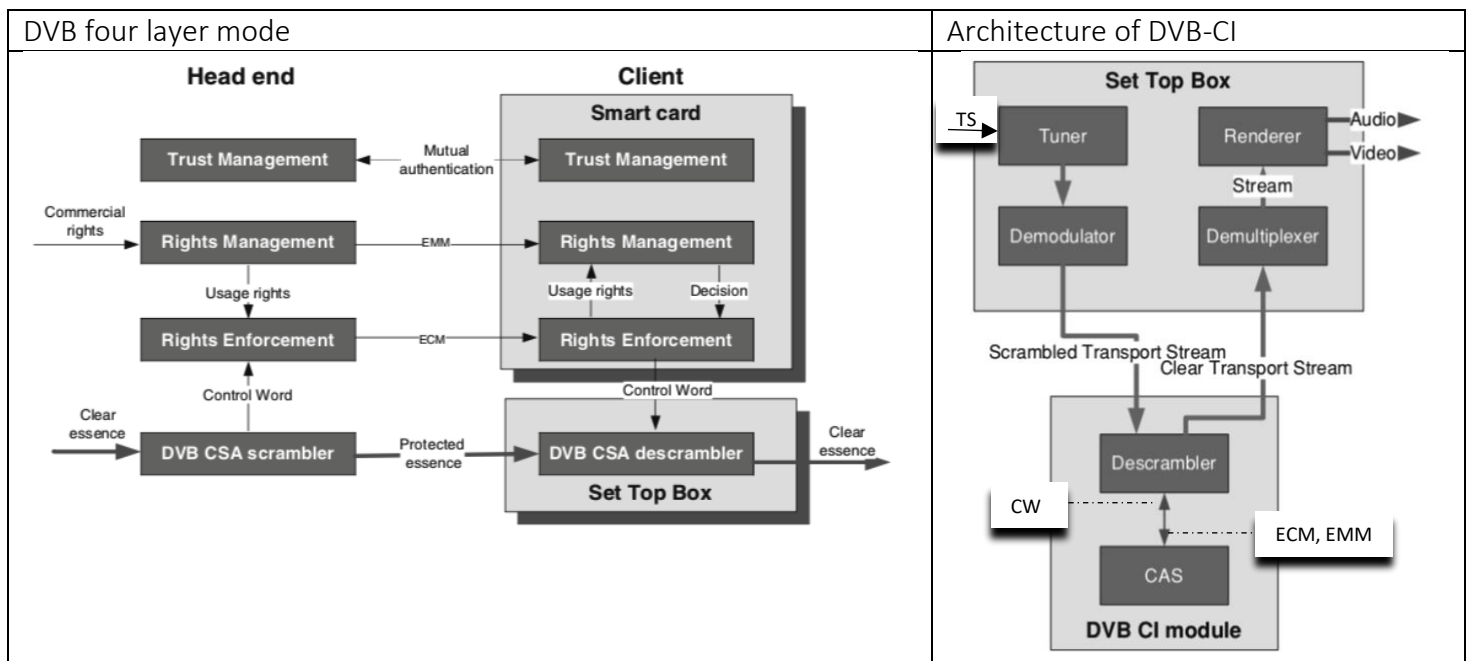 DVB four layer mode
Head end
Client
Smart card
Trust Management
Mutual
authentication
Trust Management
Commercial
rights
Rights Management
EMM
Rights Management
Usage rights
Usage rights
Decision
Rights Enforcement
ECM
Rights Enforcement
Control Word
Control Word
Clear
essence
DVB CSA scrambler
Protected
essence
DVB CSA descrambler
Clear
essence
Set Top Box
Architecture of DVB-CI
Set Top Box
TS
Tuner
Renderer
Audio
Video
Stream
Demodulator
Demultiplexer
Scrambled Transport Stream
Clear Transport Stream
Descrambler
CW
ECM, EMM
CAS
DVB CI module